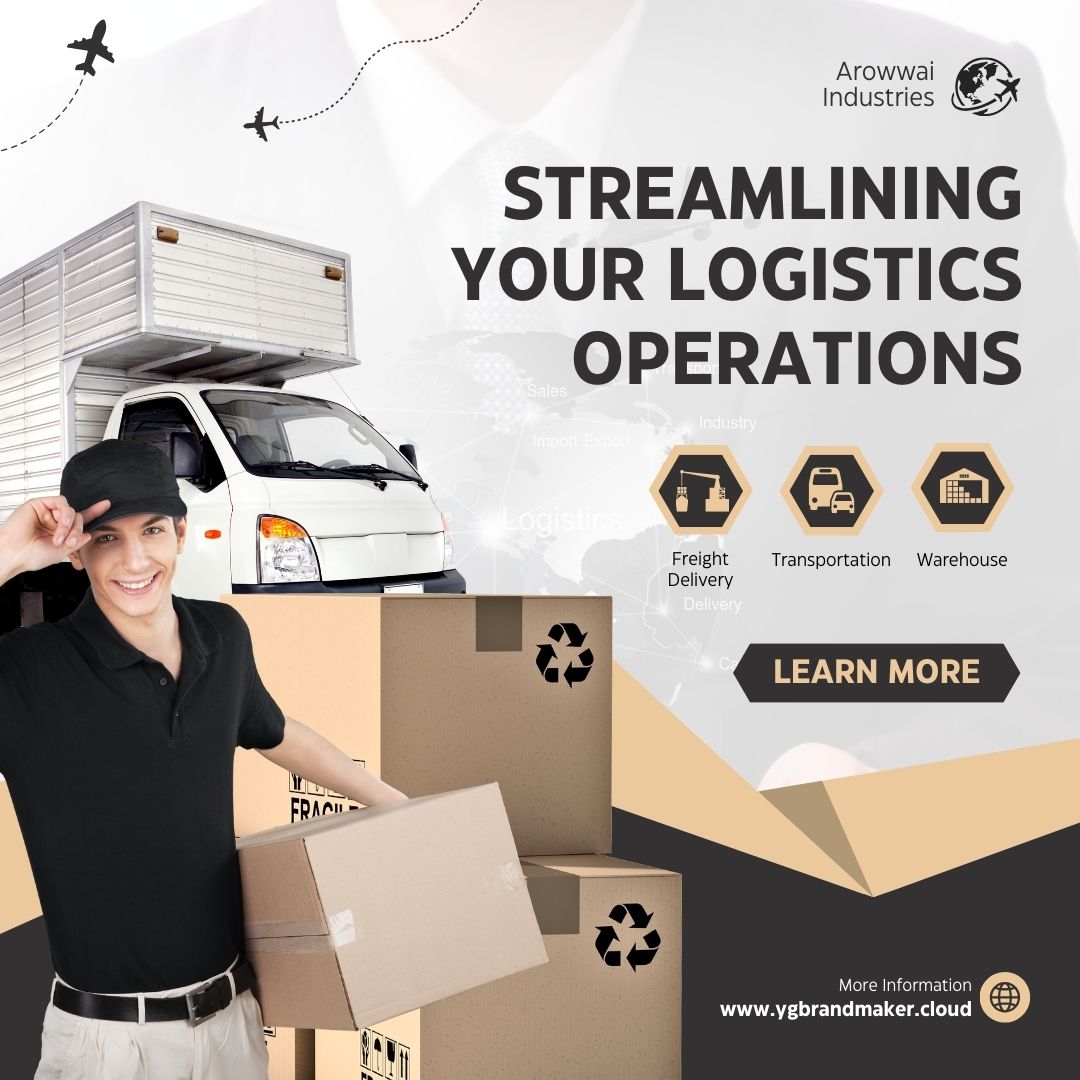 Arowwai
Industries
STREAMLINING
YOUR LOGISTICS
OPERATIONS
Sales
Industry
Import Export
Logistics
Freight
Delivery
Transportation
Warehouse
Delivery
LEARN MORE
FRAGILE
More Information
www.ygbrandmaker.cloud